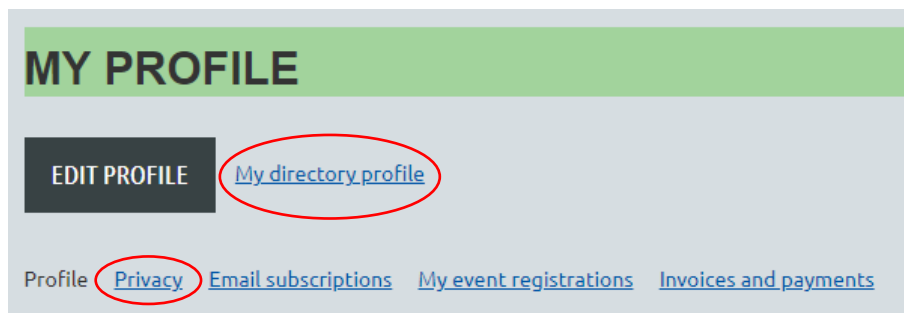 MY PROFILE
EDIT PROFILE My directory profile
Profile Privacy Email subscriptions My event registrations Invoices and payments